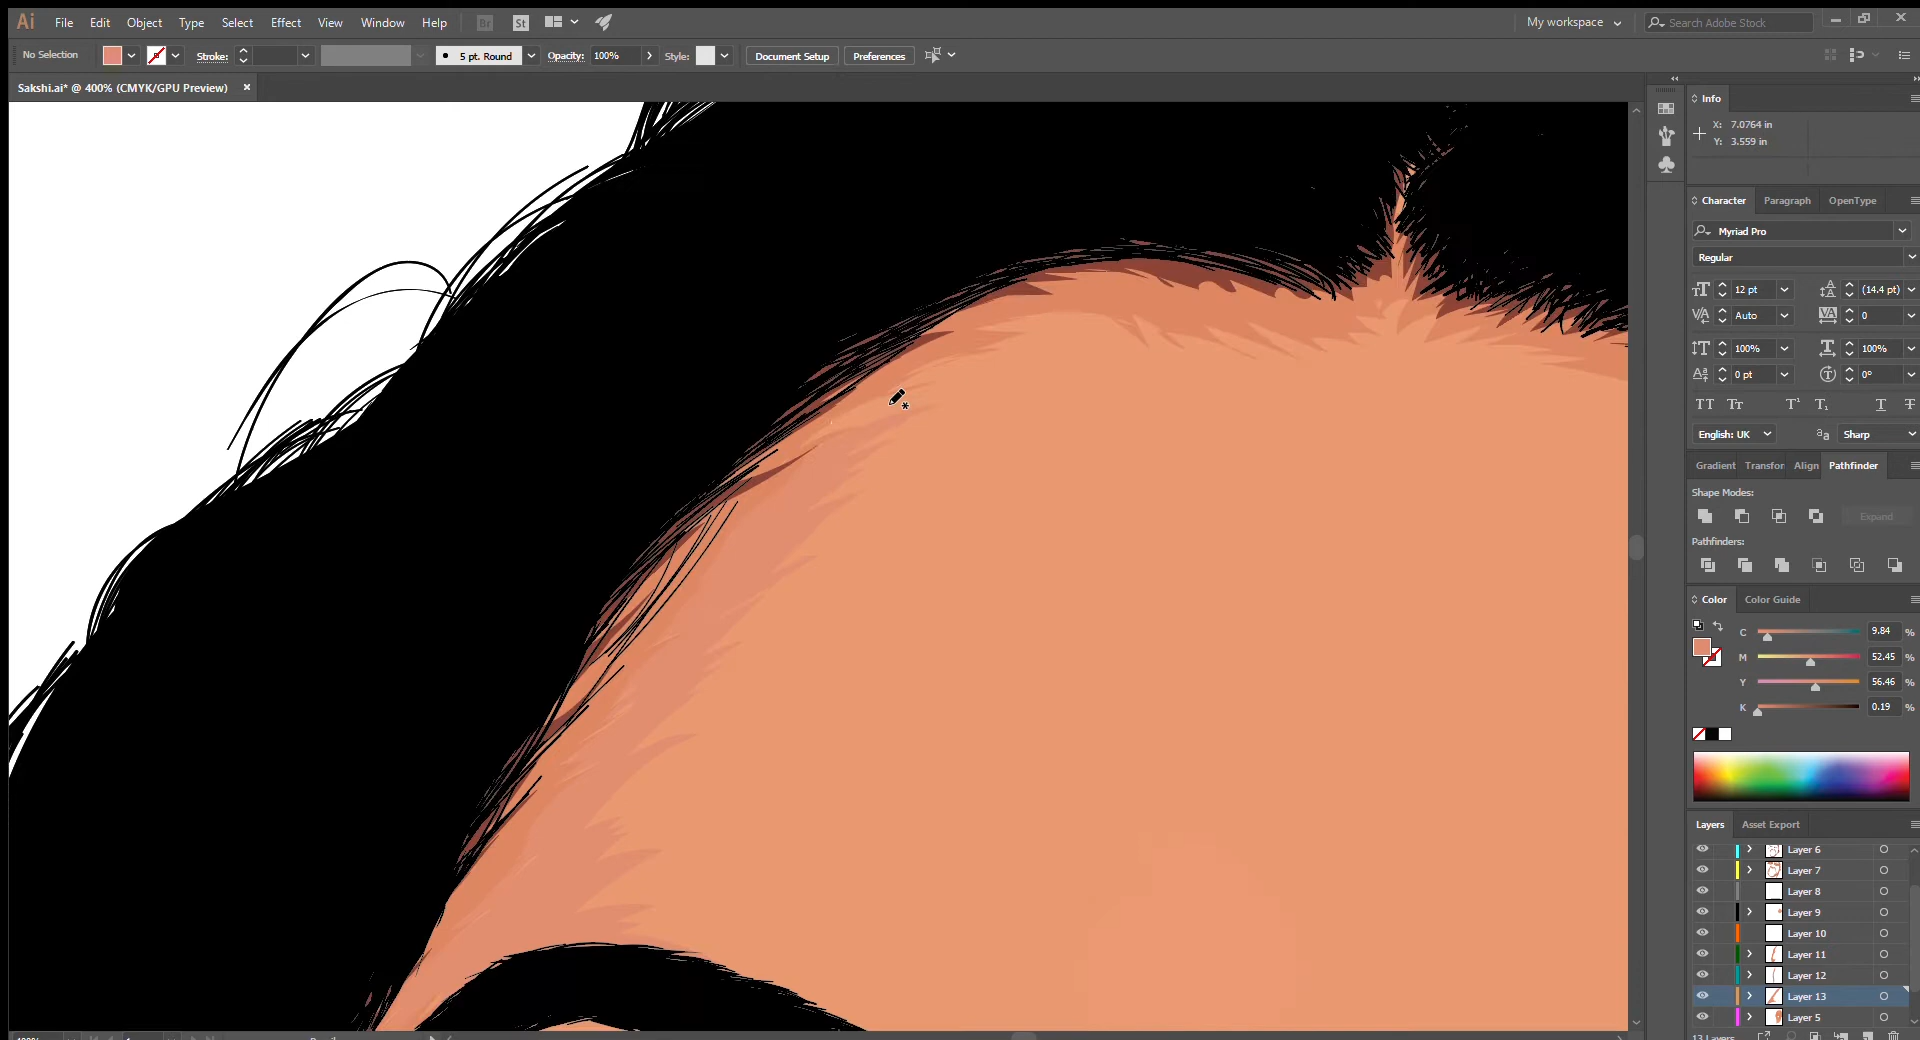 Ai File Edit Object Type Select Effect View Window Help Br St My workspace Search Adobe Stock
No Selection Stroke: 5 pt. Round Opacity: 100% Style: Document Setup Preferences
Sakshi.ai* @ 400% (CMYK/GPU Preview) ×
Info
X: 7.0764 in
Y: 3.559 in
Character Paragraph OpenType
Myriad Pro
Regular
12 pt (14.4 pt)
Auto 0
100% 100%
0 pt 0°
English: UK Sharp
Gradient Transfor Align Pathfinder
Shape Modes:
Expand
Pathfinders:
Color Color Guide
C 9.84 %
M 52.45 %
Y 56.46 %
K 0.19 %
Layers Asset Export
Layer 6
Layer 7
Layer 8
Layer 9
Layer 10
Layer 11
Layer 12
Layer 13
Layer 5
13 Layers